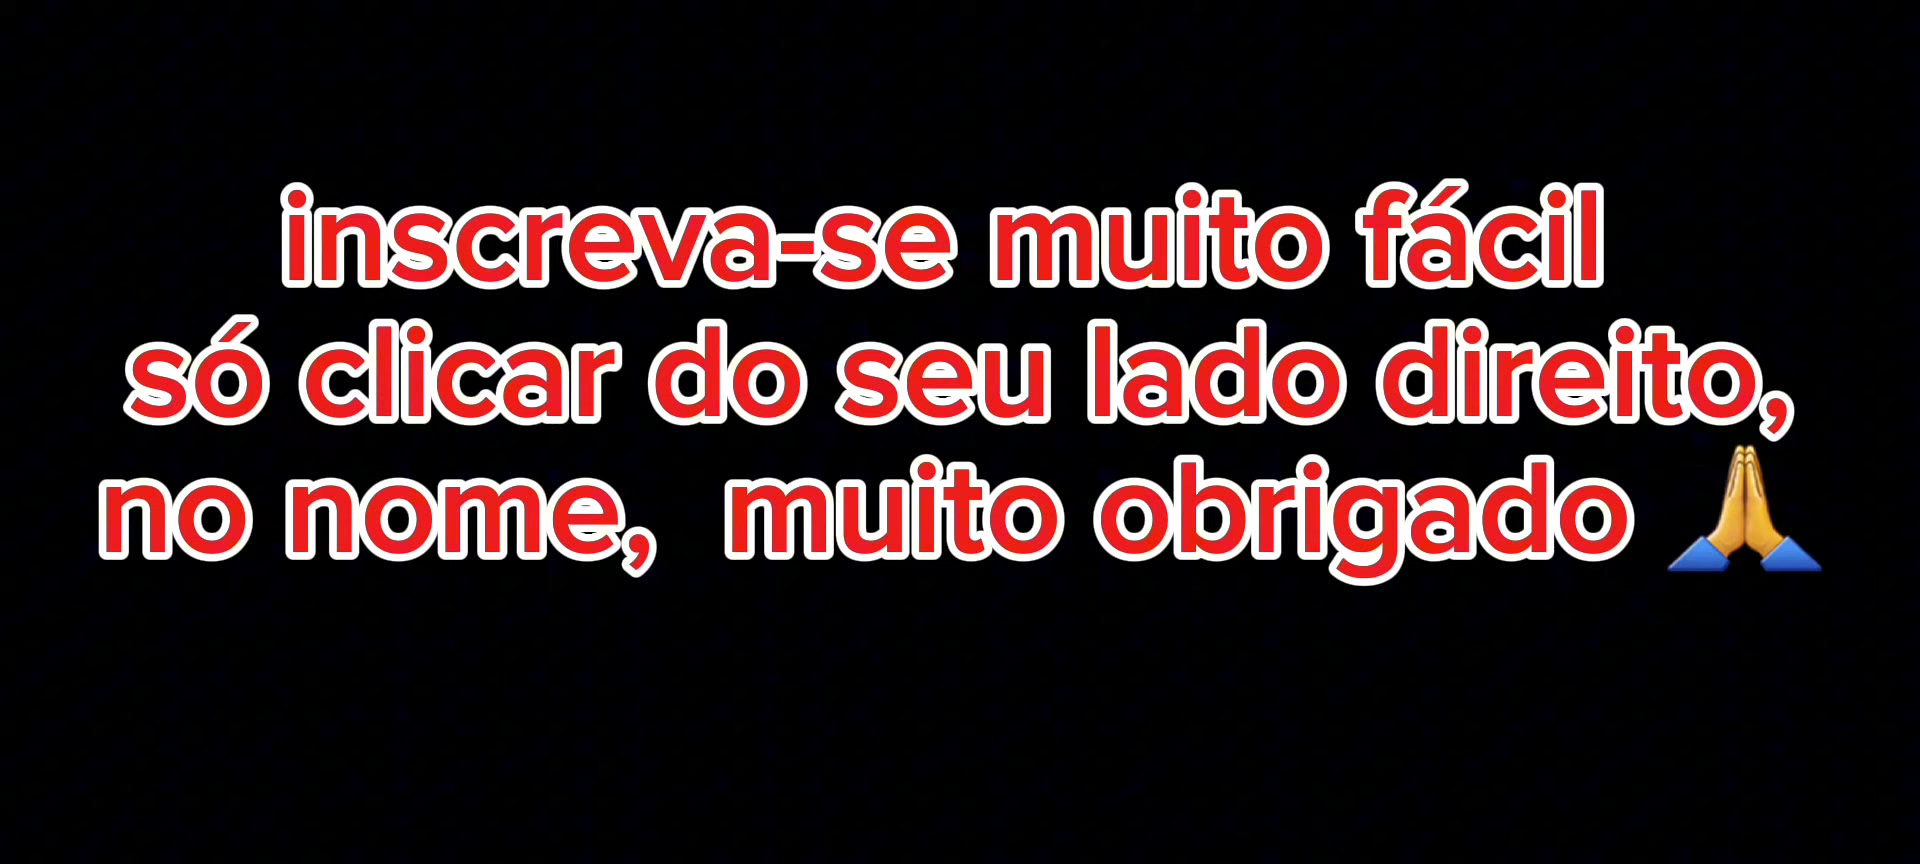 inscreva-se muito fácil
só clicar do seu lado direito,
no nome,  muito obrigado 🙏